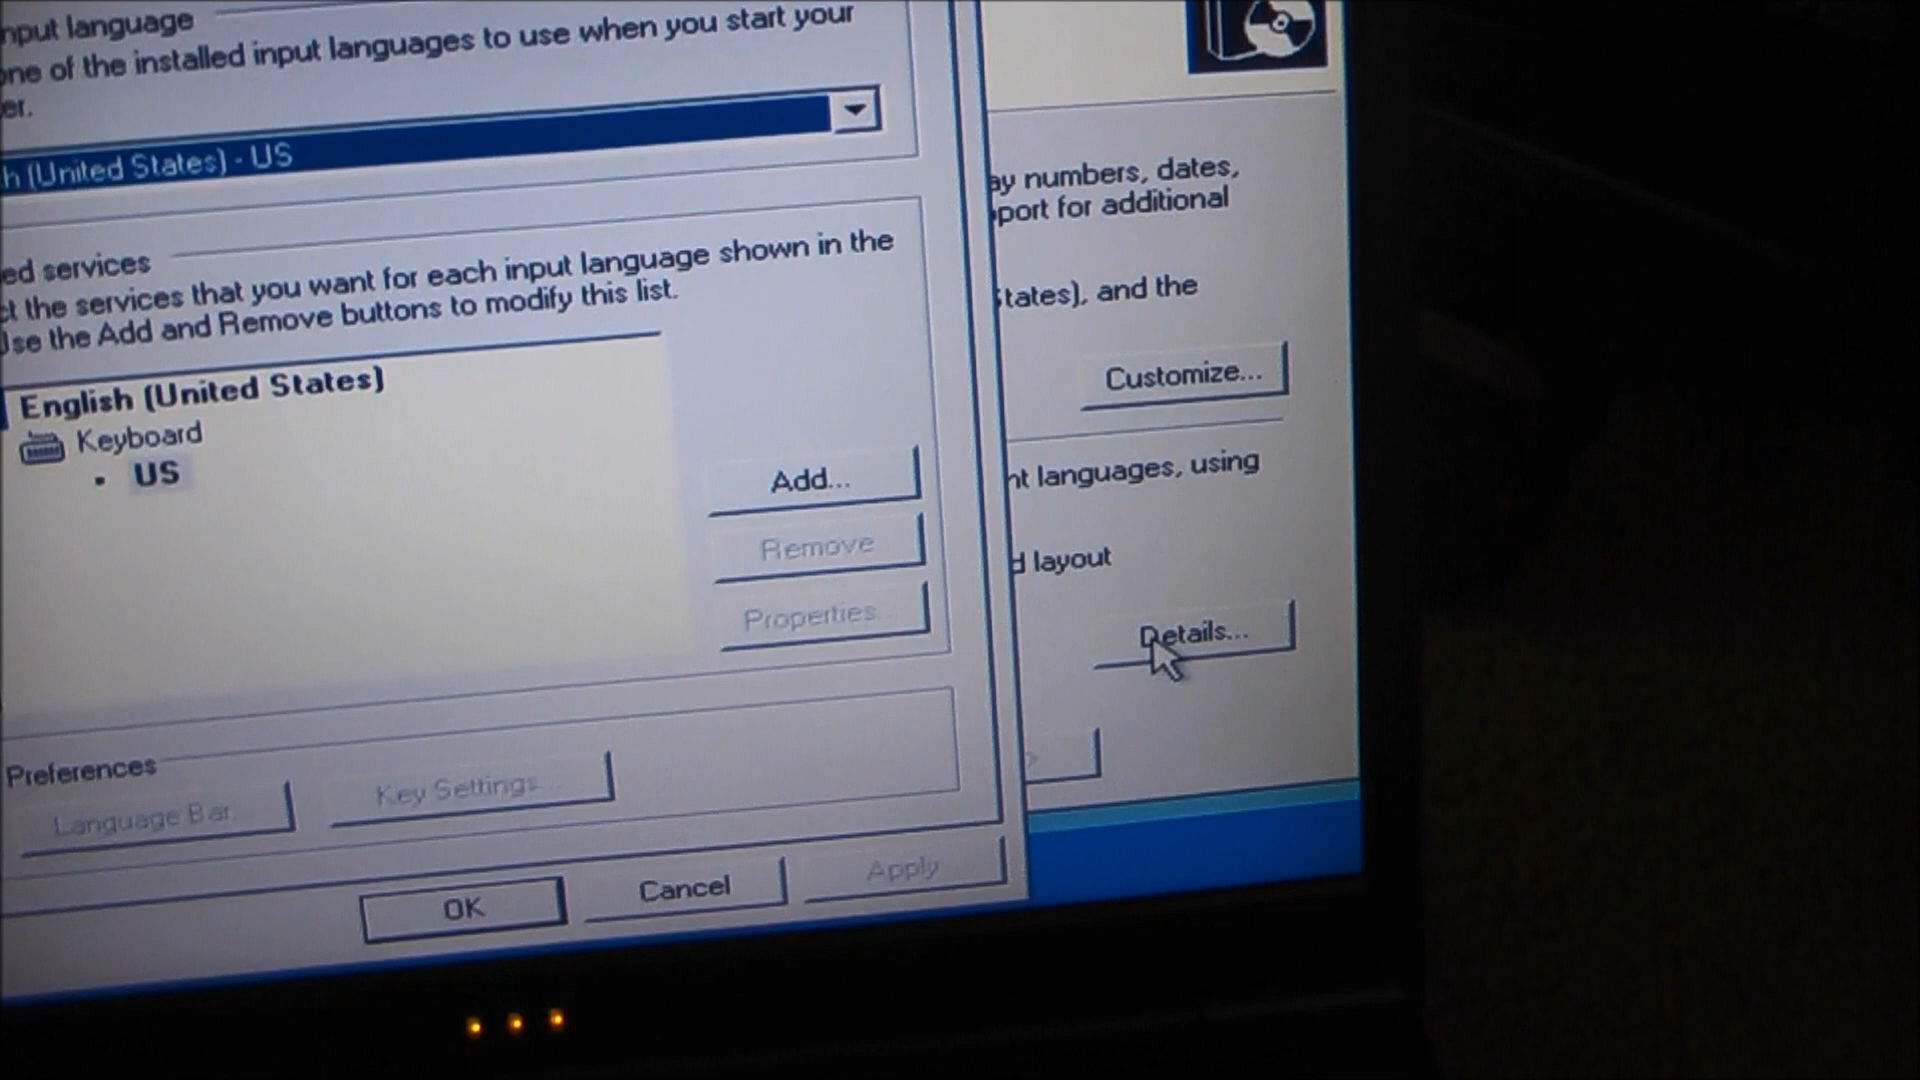 nput language
one of the installed input languages to use when you start your
er.
h (United States) - US
ed services
ct the services that you want for each input language shown in the
Use the Add and Remove buttons to modify this list.
English (United States)
Keyboard
• US
Add...
Remove
Properties...
Preferences
Language Bar...
Key Settings...
OK
Cancel
Apply
ay numbers, dates,
port for additional
States), and the
Customize...
nt languages, using
d layout
Details...
>